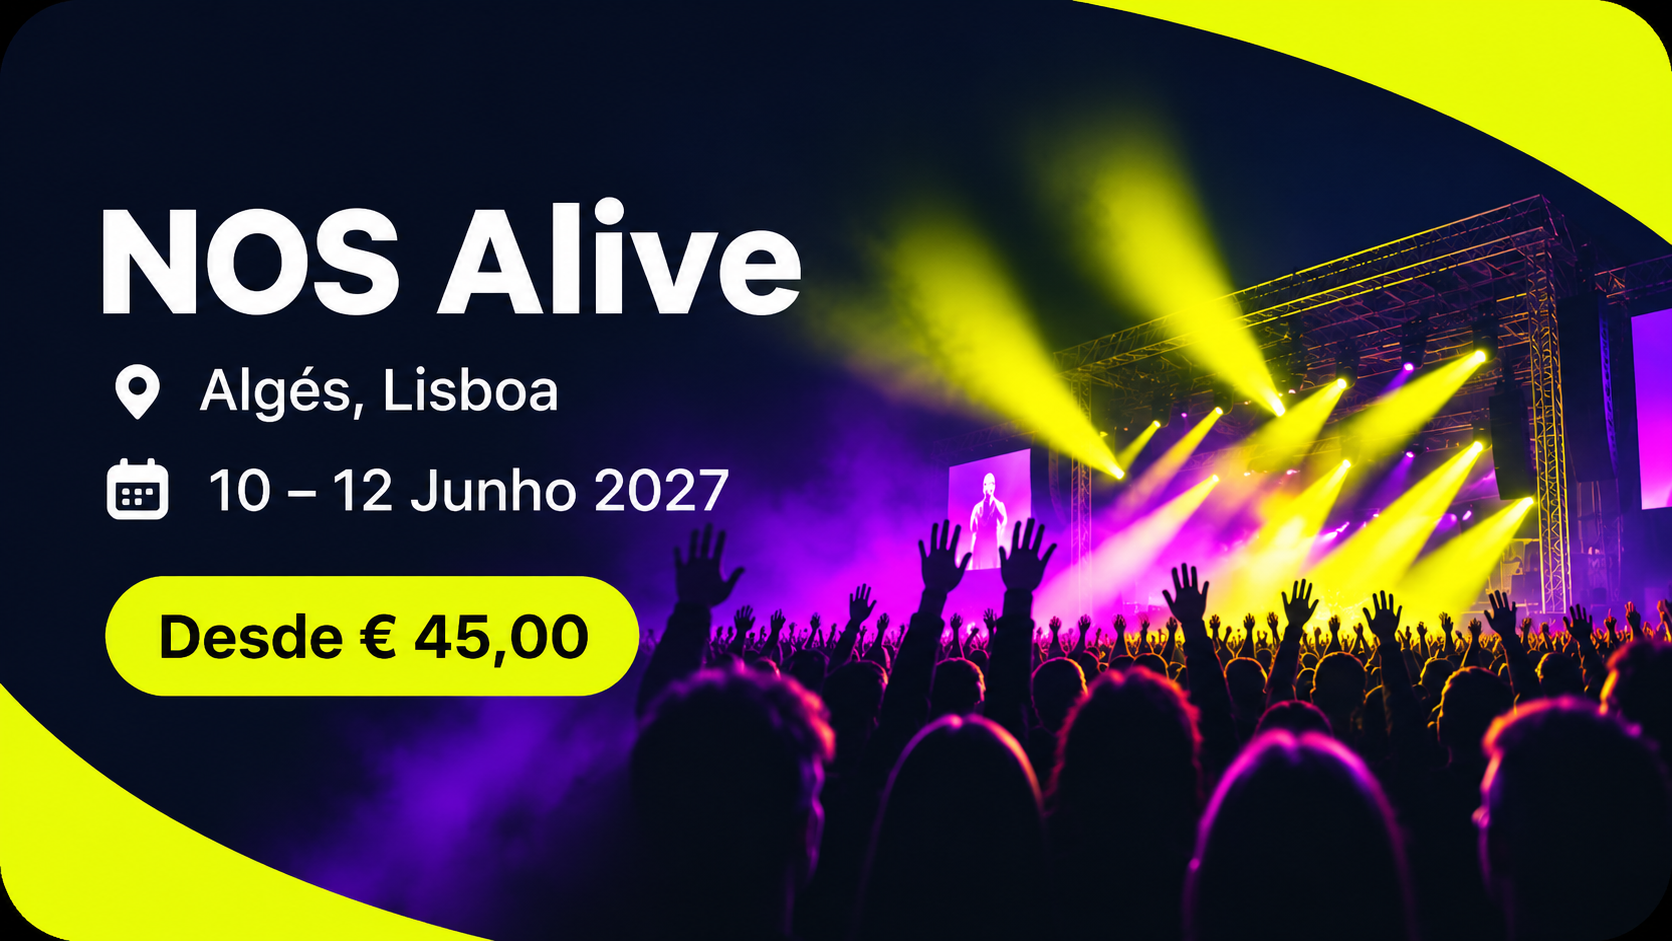 NOS Alive
Algés, Lisboa
10 – 12 Junho 2027
Desde € 45,00